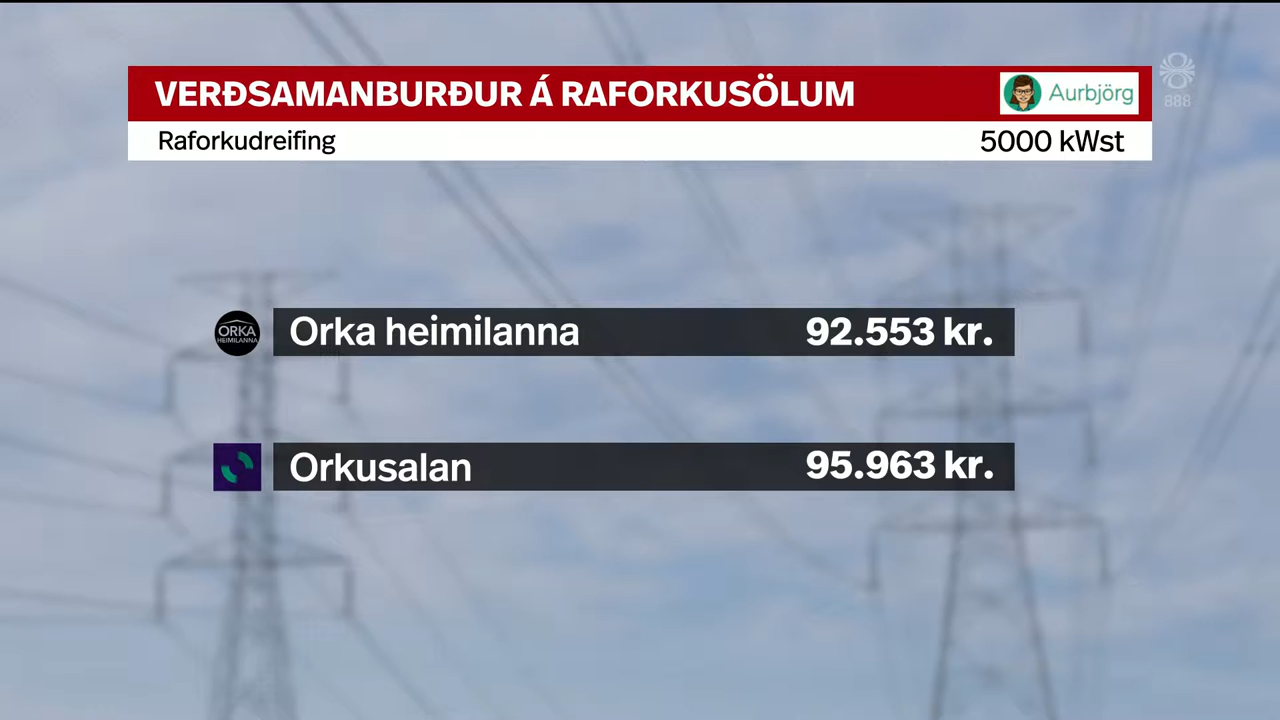 VERÐSAMANBURÐUR Á RAFORKUSÖLUM
Aurbjörg
888
Raforkudreifing
5000 kWst
ORKA
HEIMILANNA
Orka heimilanna
92.553 kr.
Orkusalan
95.963 kr.